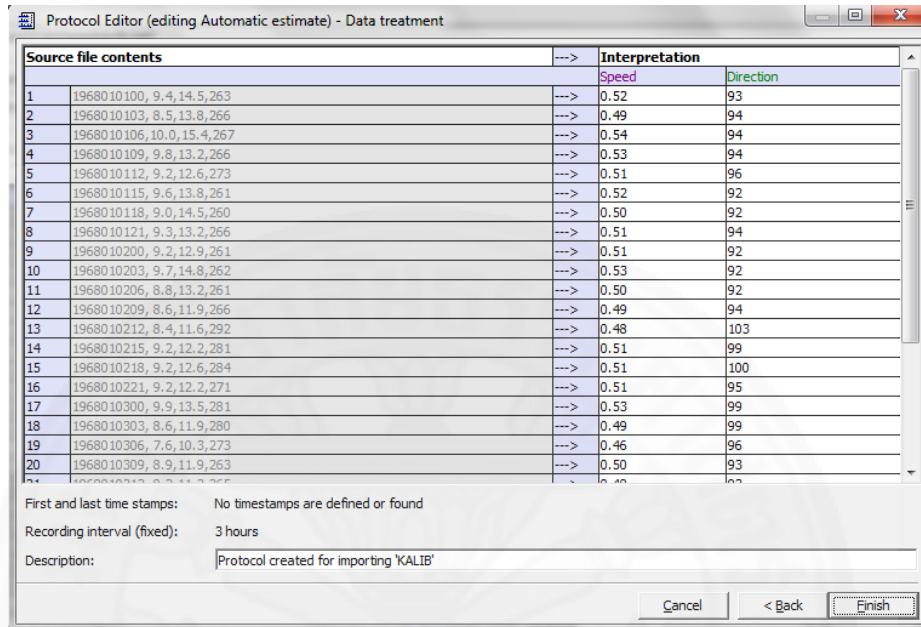 Protocol Editor (editing Automatic estimate) - Data treatment
Source file contents ---> Interpretation
Speed Direction
1 1968010100, 9.4,14.5,263 ---> 0.52 93
2 1968010103, 8.5,13.8,266 ---> 0.49 94
3 1968010106,10.0,15.4,267 ---> 0.54 94
4 1968010109, 9.8,13.2,266 ---> 0.53 94
5 1968010112, 9.2,12.6,273 ---> 0.51 96
6 1968010115, 9.6,13.8,261 ---> 0.52 92
7 1968010118, 9.0,14.5,260 ---> 0.50 92
8 1968010121, 9.3,13.2,266 ---> 0.51 94
9 1968010200, 9.2,12.9,261 ---> 0.51 92
10 1968010203, 9.7,14.8,262 ---> 0.53 92
11 1968010206, 8.8,13.2,261 ---> 0.50 92
12 1968010209, 8.6,11.9,266 ---> 0.49 94
13 1968010212, 8.4,11.6,292 ---> 0.48 103
14 1968010215, 9.2,12.2,281 ---> 0.51 99
15 1968010218, 9.2,12.6,284 ---> 0.51 100
16 1968010221, 9.2,12.2,271 ---> 0.51 95
17 1968010300, 9.9,13.5,281 ---> 0.53 99
18 1968010303, 8.6,11.9,280 ---> 0.49 99
19 1968010306, 7.6,10.3,273 ---> 0.46 96
20 1968010309, 8.9,11.9,263 ---> 0.50 93
First and last time stamps: No timestamps are defined or found
Recording interval (fixed): 3 hours
Description: Protocol created for importing 'KALIB'
Cancel < Back Finish